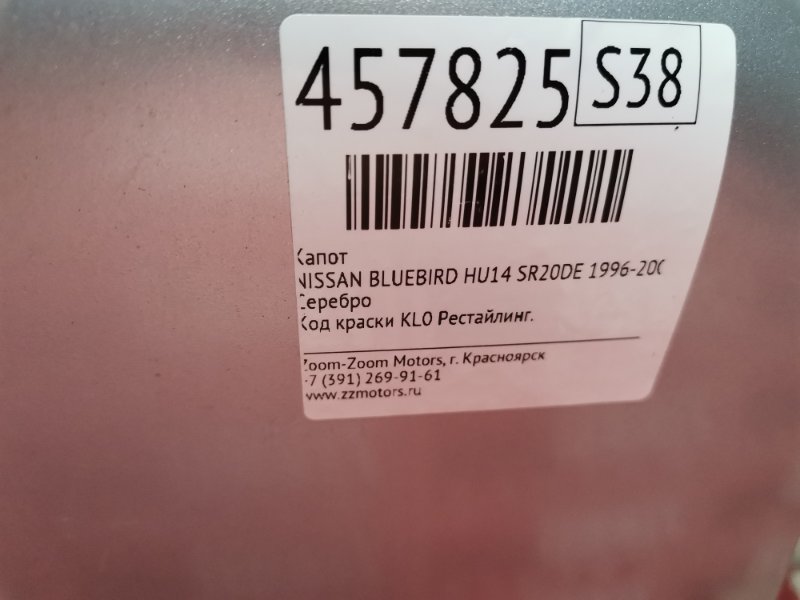 457825 S38
Капот
NISSAN BLUEBIRD HU14 SR20DE 1996-200
Серебро
Код краски KL0 Рестайлинг.
Zoom-Zoom Motors, г. Красноярск
+7 (391) 269-91-61
www.zzmotors.ru